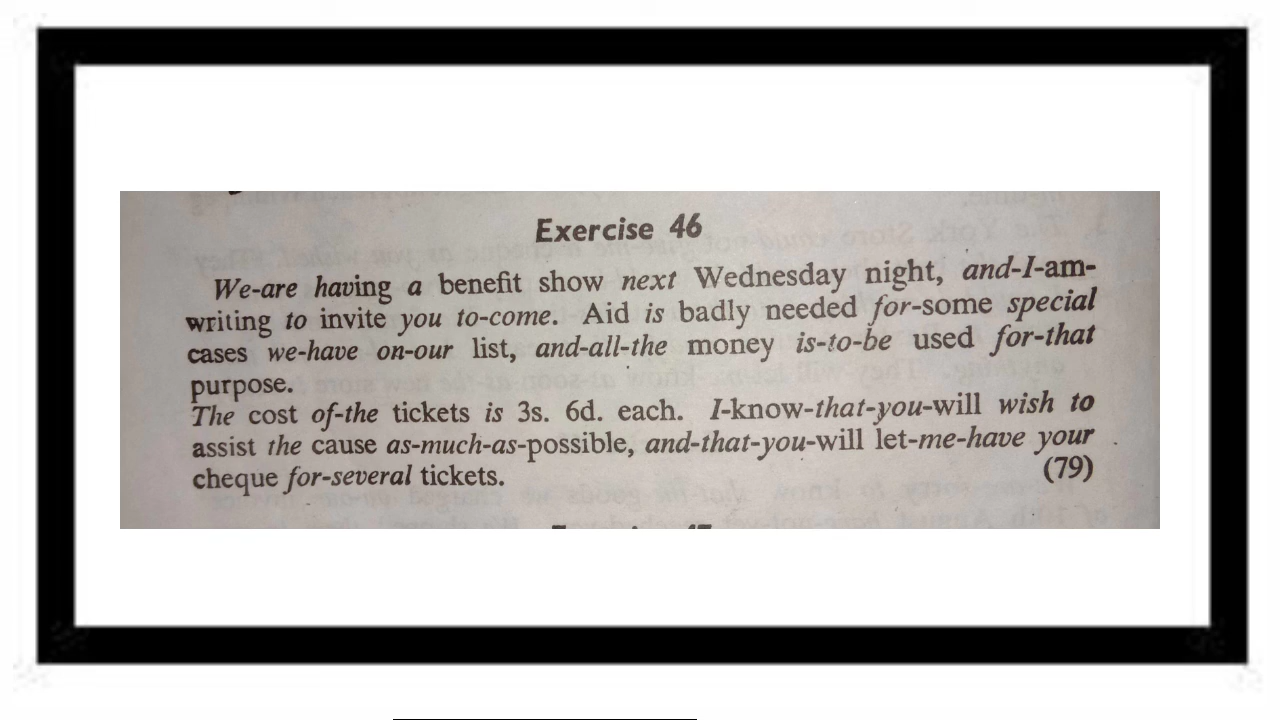 Exercise 46
We-are having a benefit show next Wednesday night, and-I-am-
writing to invite you to-come. Aid is badly needed for-some special
cases we-have on-our list, and-all-the money is-to-be used for-that
purpose.
The cost of-the tickets is 3s. 6d. each. I-know-that-you-will wish to
assist the cause as-much-as-possible, and-that-you-will let-me-have your
cheque for-several tickets. (79)